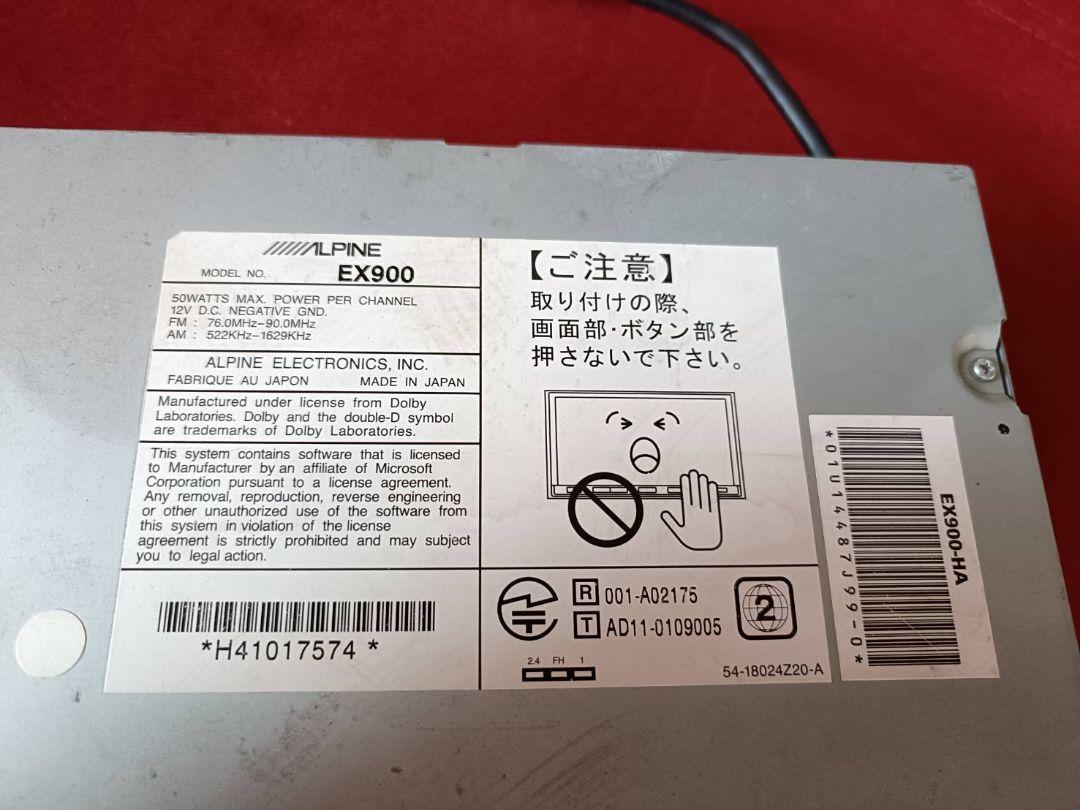 ALPINE
MODEL NO. EX900
50WATTS MAX. POWER PER CHANNEL
12V D.C. NEGATIVE GND.
FM : 76.0MHz–90.0MHz
AM : 522KHz–1629KHz
ALPINE ELECTRONICS, INC.
FABRIQUE AU JAPON MADE IN JAPAN
Manufactured under license from Dolby
Laboratories. Dolby and the double-D symbol
are trademarks of Dolby Laboratories.
This system contains software that is licensed
to Manufacturer by an affiliate of Microsoft
Corporation pursuant to a license agreement.
Any removal, reproduction, reverse engineering
or other unauthorized use of the software from
this system in violation of the license
agreement is strictly prohibited and may subject
you to legal action.
*H41017574 *
【ご注意】
取り付けの際、
画面部・ボタン部を
押さないで下さい。
R 001-A02175
T AD11-0109005
2
2.4 FH 1
54-18024Z20-A
EX900-HA
*01U14487J99-0*